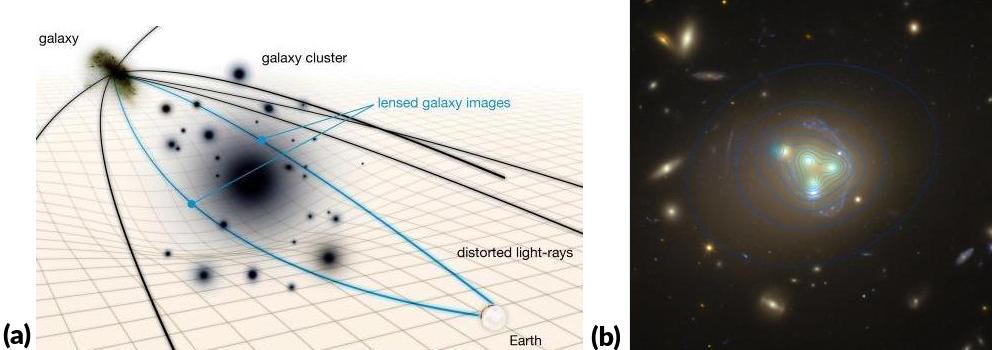 galaxy
galaxy cluster
lensed galaxy images
distorted light-rays
Earth
(a)
(b)